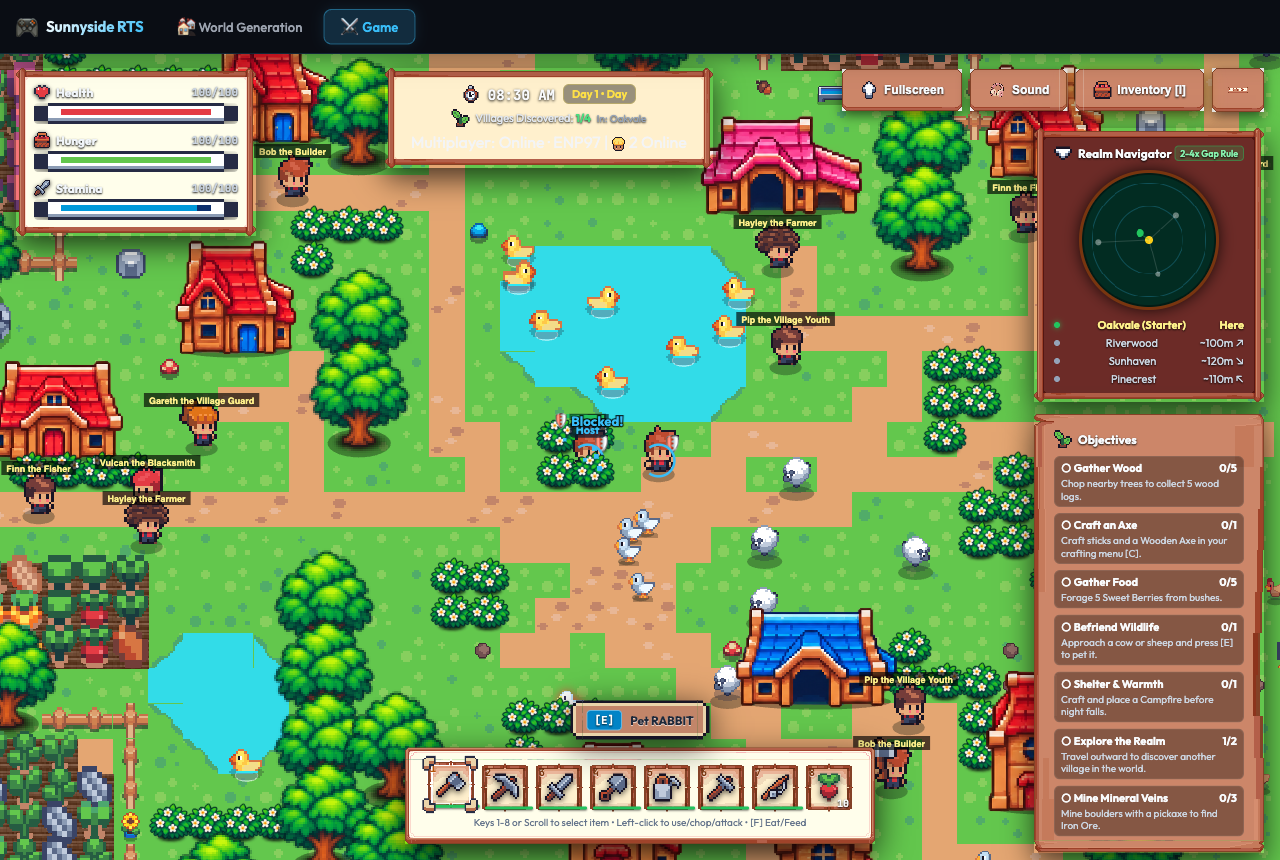 Sunnyside RTS
World Generation
Game
Health 100/100
Hunger 100/100
Stamina 100/100
08:30 AM Day 1 • Day
Villages Discovered: 1/4 In: Oakvale
Multiplayer: Online
2 Online
Fullscreen
Sound
Inventory [I]
Realm Navigator 2-4x Gap Rule
Oakvale (Starter) Here
Riverwood ~100m ↗
Sunhaven ~120m ↘
Pinecrest ~110m ↖
Objectives
Gather Wood 0/5
Chop nearby trees to collect 5 wood
logs.
Craft an Axe 0/1
Craft sticks and a Wooden Axe in your
crafting menu [C].
Gather Food 0/5
Forage 5 Sweet Berries from bushes.
Befriend Wildlife 0/1
Approach a cow or sheep and press [E]
to pet it.
Shelter & Warmth 0/1
Craft and place a Campfire before
night falls.
Explore the Realm 1/2
Travel outward to discover another
village in the world.
Mine Mineral Veins 0/3
Mine boulders with a pickaxe to find
Iron Ore.
Bob the Builder
Hayley the Farmer
Finn the Fi
Pip the Village Youth
Gareth the Village Guard
Blocked!
Host
Finn the Fisher
Vulcan the Blacksmith
Hayley the Farmer
Pip the Village Youth
Bob the Builder
[E] Pet RABBIT
10
Keys 1-8 or Scroll to select item • Left-click to use/chop/attack • [F] Eat/Feed